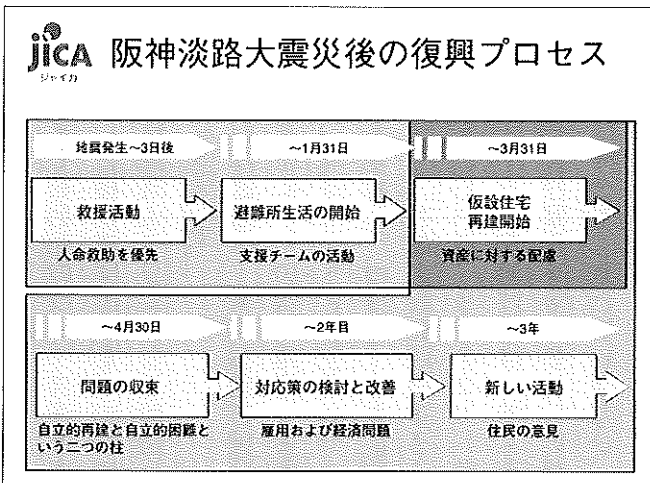 jICA 阪神淡路大震災後の復興プロセス
ジャイカ
地震発生～3日後
～1月31日
～3月31日
救援活動
避難所生活の開始
仮設住宅
再建開始
人命救助を優先
支援チームの活動
資産に対する配慮
～4月30日
～2年目
～3年
問題の収束
対応策の検討と改善
新しい活動
自立的再建と自立的困難と
いう二つの柱
雇用および経済問題
住民の意見